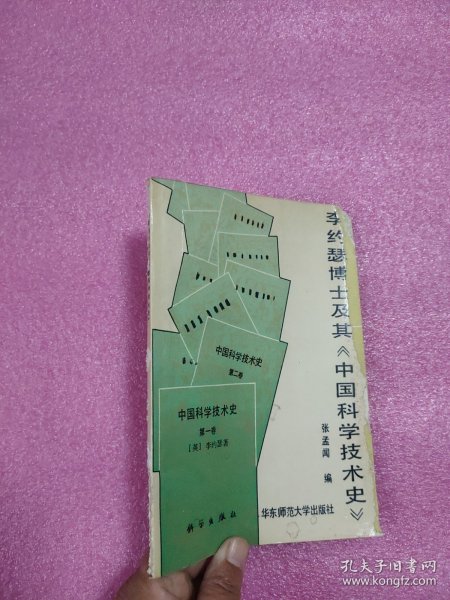 李约瑟博士及其《中国科学技术史》
张孟闻 编
华东师范大学出版社
中国科学技术史
第二卷
中国科学技术史
第一卷
［英］李约瑟著
科学出版社
孔夫子旧书网
www.kongfz.com